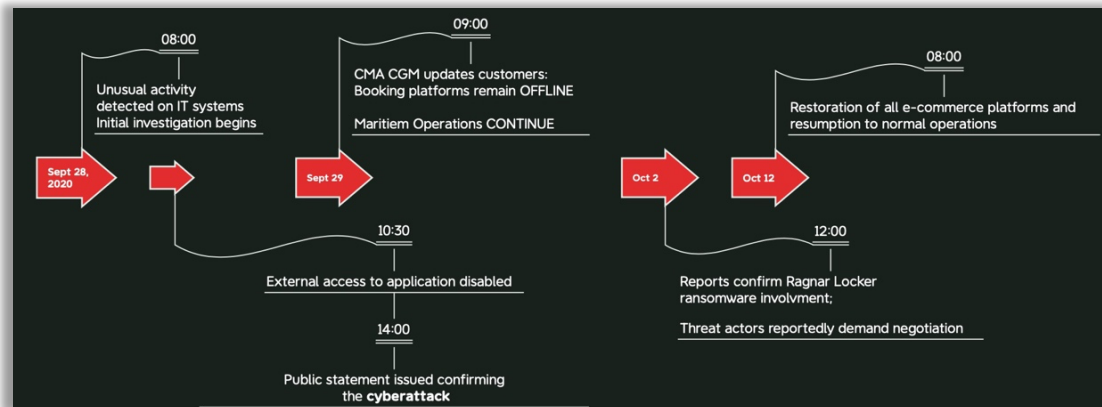 08:00
Unusual activity
detected on IT systems
Initial investigation begins
Sept 28,
2020
10:30
External access to application disabled
14:00
Public statement issued confirming
the cyberattack
09:00
CMA CGM updates customers:
Booking platforms remain OFFLINE
Maritiem Operations CONTINUE
Sept 29
Oct 2
12:00
Reports confirm Ragnar Locker
ransomware involvment;
Threat actors reportedly demand negotiation
Oct 12
08:00
Restoration of all e-commerce platforms and
resumption to normal operations